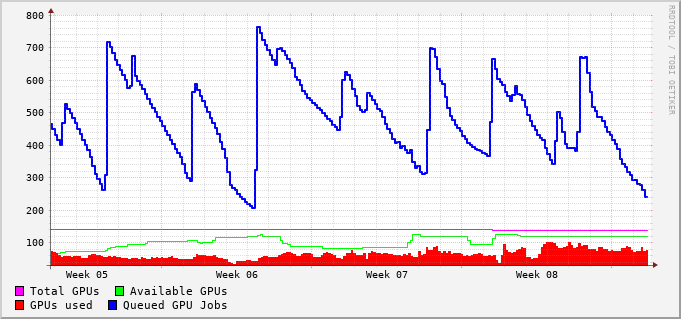 800
700
600
500
400
300
200
100
Week 05 Week 06 Week 07 Week 08
Total GPUs Available GPUs
GPUs used Queued GPU Jobs
RRDTOOL / TOBI OETIKER